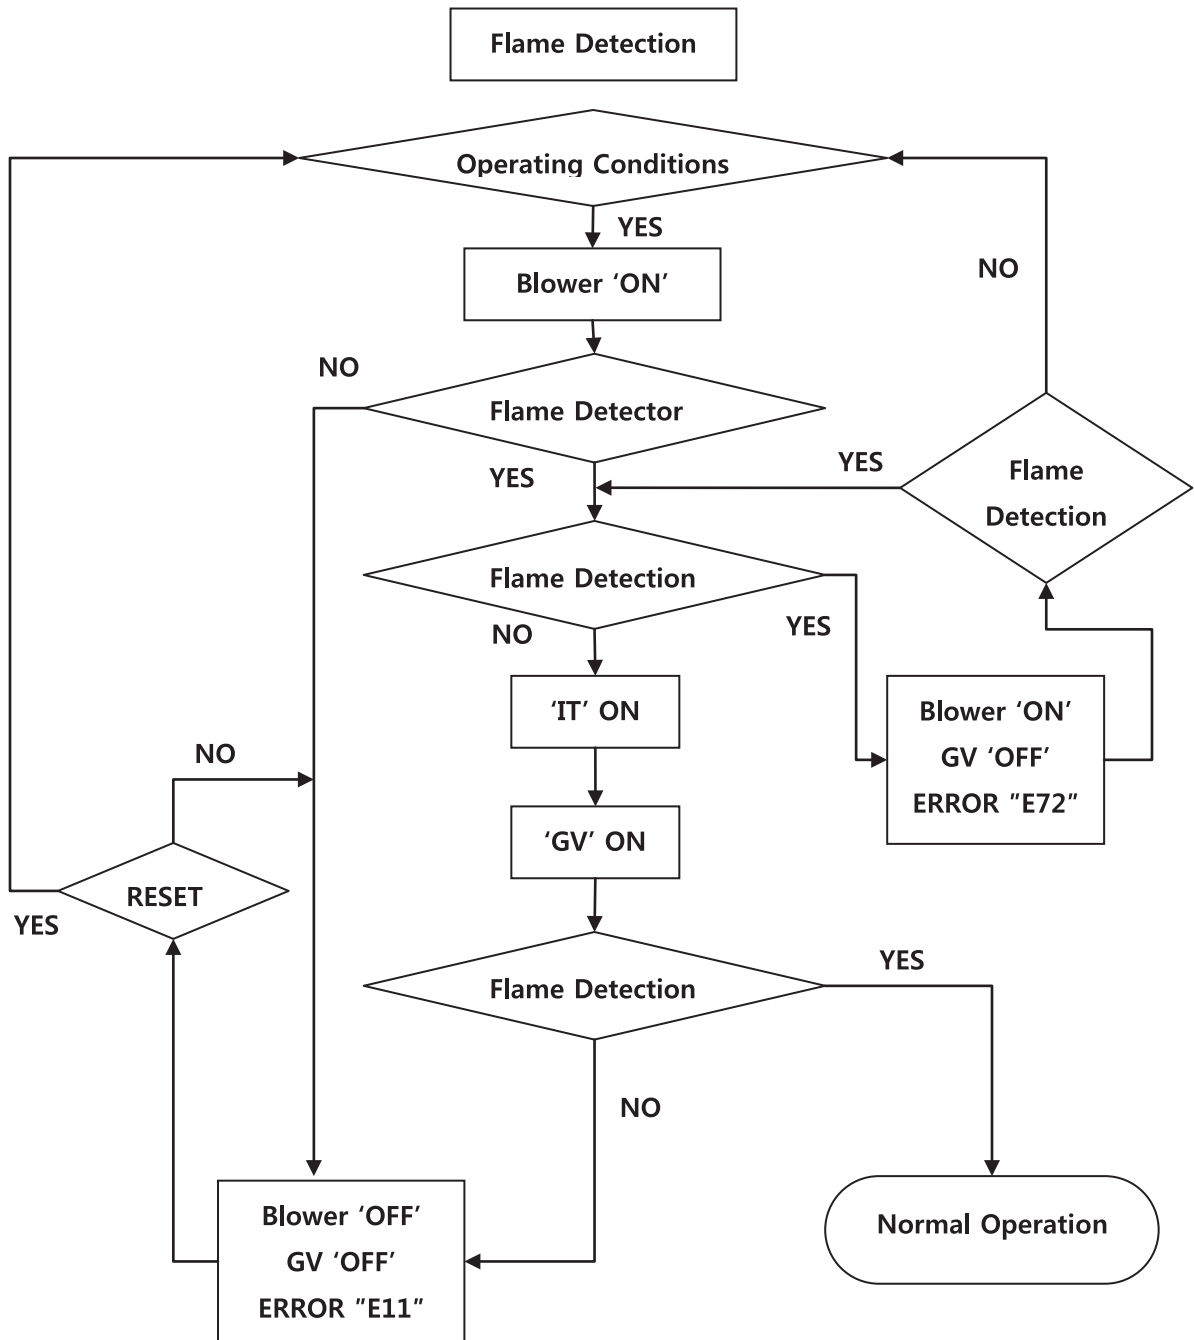 Flame Detection
Operating Conditions
YES
NO
Blower ‘ON’
NO
Flame Detector
YES
YES
Flame
Detection
Flame Detection
NO
YES
‘IT’ ON
Blower ‘ON’
GV ‘OFF’
ERROR ”E72”
NO
‘GV’ ON
RESET
YES
Flame Detection
YES
NO
Blower ‘OFF’
GV ‘OFF’
ERROR ”E11”
Normal Operation